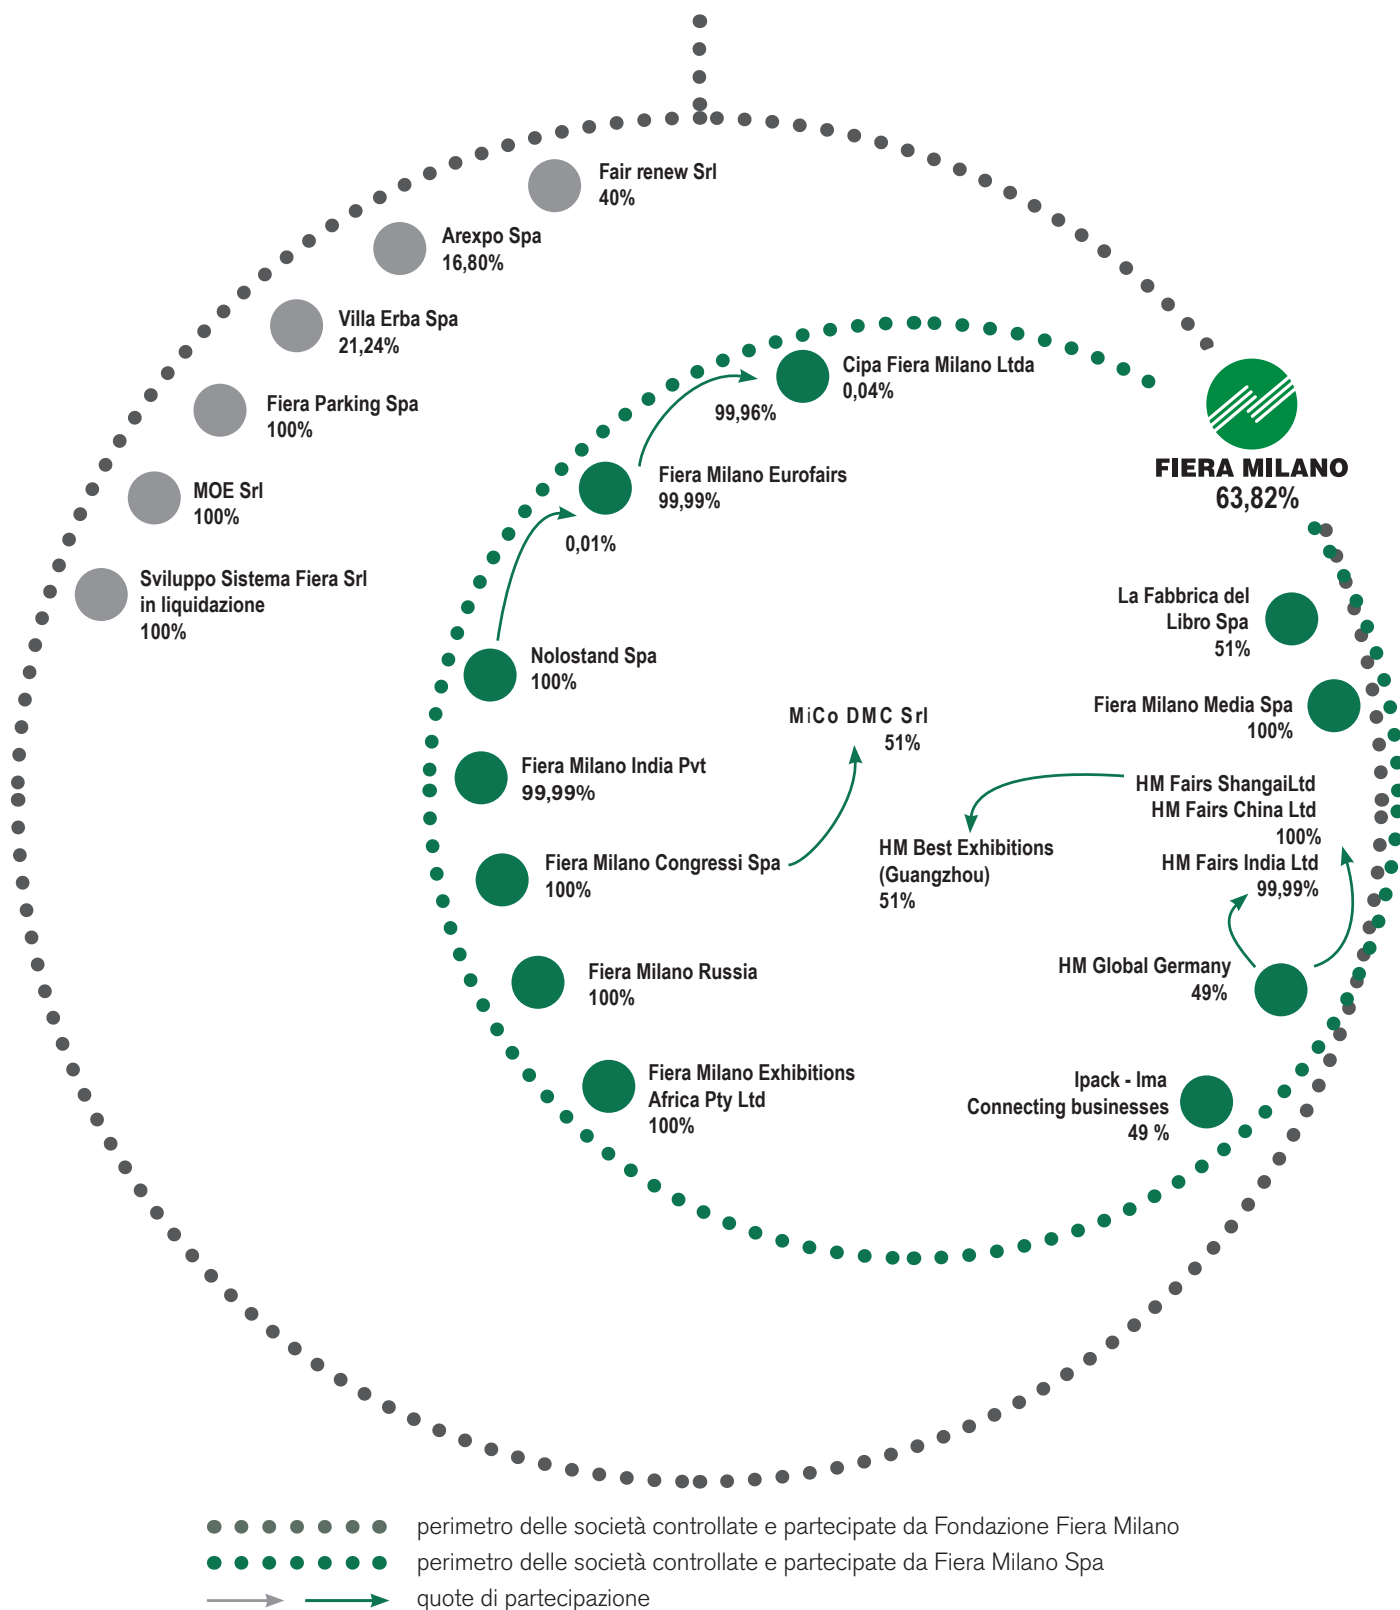 Fair renew Srl
40%
Arexpo Spa
16,80%
Villa Erba Spa
21,24%
Fiera Parking Spa
100%
MOE Srl
100%
Sviluppo Sistema Fiera Srl
in liquidazione
100%
Cipa Fiera Milano Ltda
0,04%
99,96%
Fiera Milano Eurofairs
99,99%
0,01%
Nolostand Spa
100%
Fiera Milano India Pvt
99,99%
Fiera Milano Congressi Spa
100%
Fiera Milano Russia
100%
Fiera Milano Exhibitions
Africa Pty Ltd
100%
MiCo DMC Srl
51%
HM Best Exhibitions
(Guangzhou)
51%
FIERA MILANO
63,82%
La Fabbrica del
Libro Spa
51%
Fiera Milano Media Spa
100%
HM Fairs ShangaiLtd
HM Fairs China Ltd
100%
HM Fairs India Ltd
99,99%
HM Global Germany
49%
Ipack - Ima
Connecting businesses
49 %
perimetro delle società controllate e partecipate da Fondazione Fiera Milano
perimetro delle società controllate e partecipate da Fiera Milano Spa
quote di partecipazione